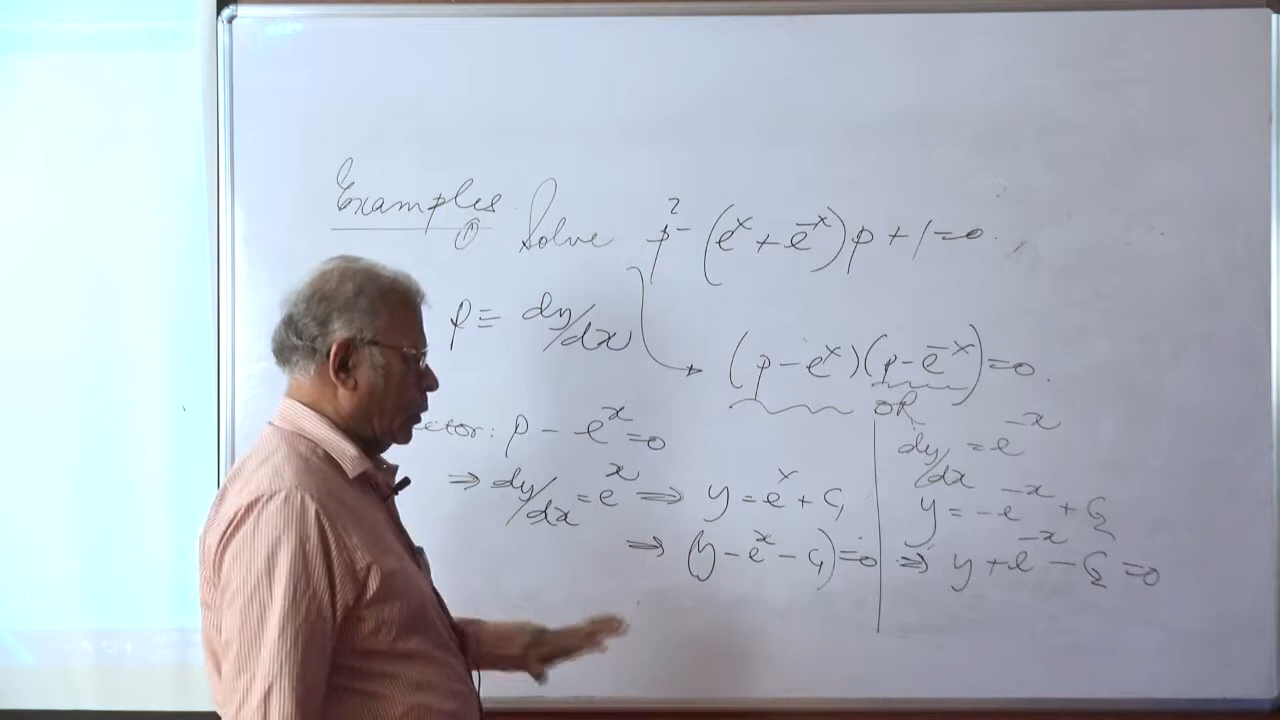 Examples
① Solve p² - (eˣ + e⁻ˣ)p + 1 = 0.
p ≡ dy/dx
(p - eˣ)(p - e⁻ˣ) = 0.
OR
ctor: p - eˣ = 0
⇒ dy/dx = eˣ ⇒ y = eˣ + C₁
⇒ (y - eˣ - C₁) = 0
dy/dx = e⁻ˣ
y = -e⁻ˣ + C₂
⇒ y + e⁻ˣ - C₂ = 0